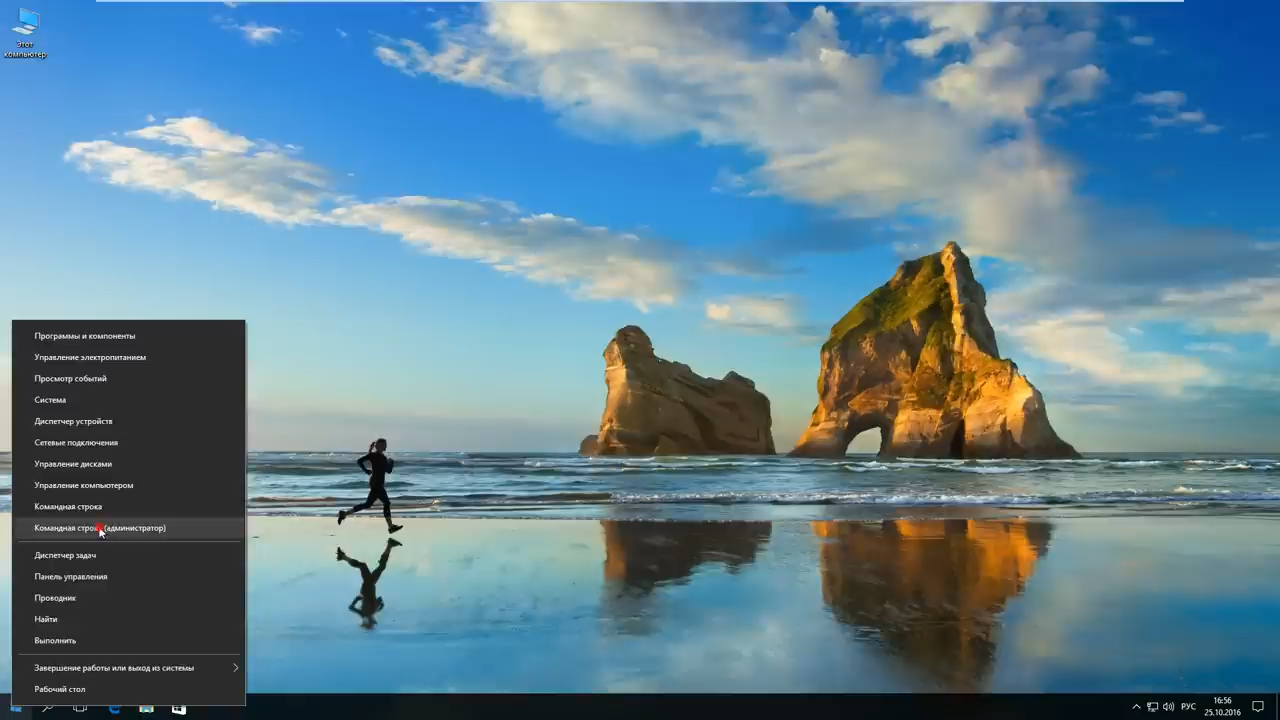 Этот
компьютер
Программы и компоненты
Управление электропитанием
Просмотр событий
Система
Диспетчер устройств
Сетевые подключения
Управление дисками
Управление компьютером
Командная строка
Командная строка (администратор)
Диспетчер задач
Панель управления
Проводник
Найти
Выполнить
Завершение работы или выход из системы
Рабочий стол
РУС
16:56
25.10.2016